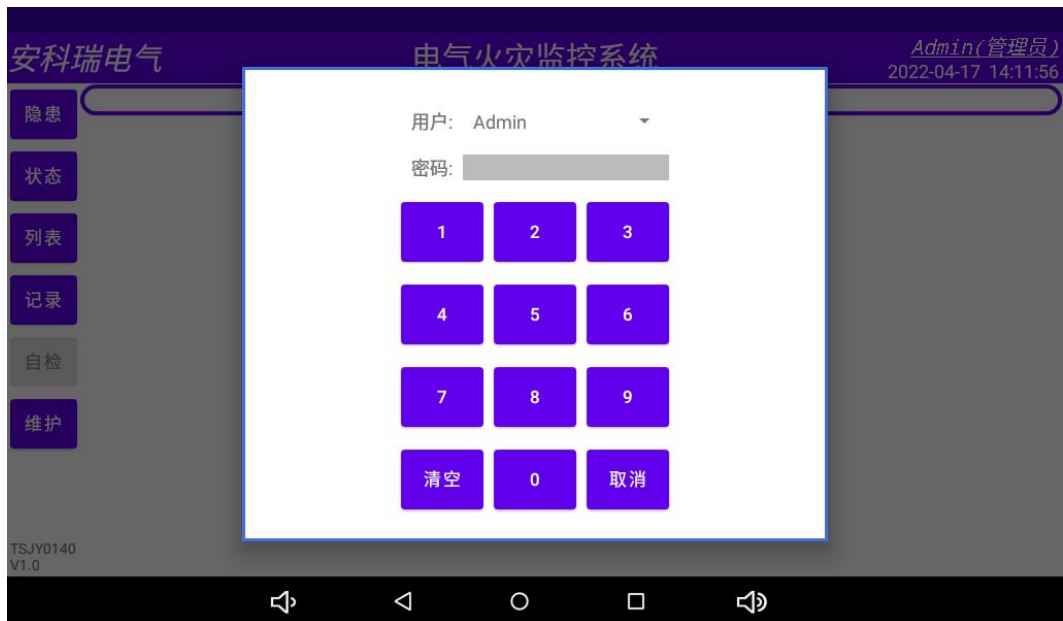 安科瑞电气
电气火灾监控系统
Admin(管理员)
2022-04-17 14:11:56
隐患
状态
列表
记录
自检
维护
用户: Admin
密码:
1 2 3
4 5 6
7 8 9
清空 0 取消
TSJY0140
V1.0